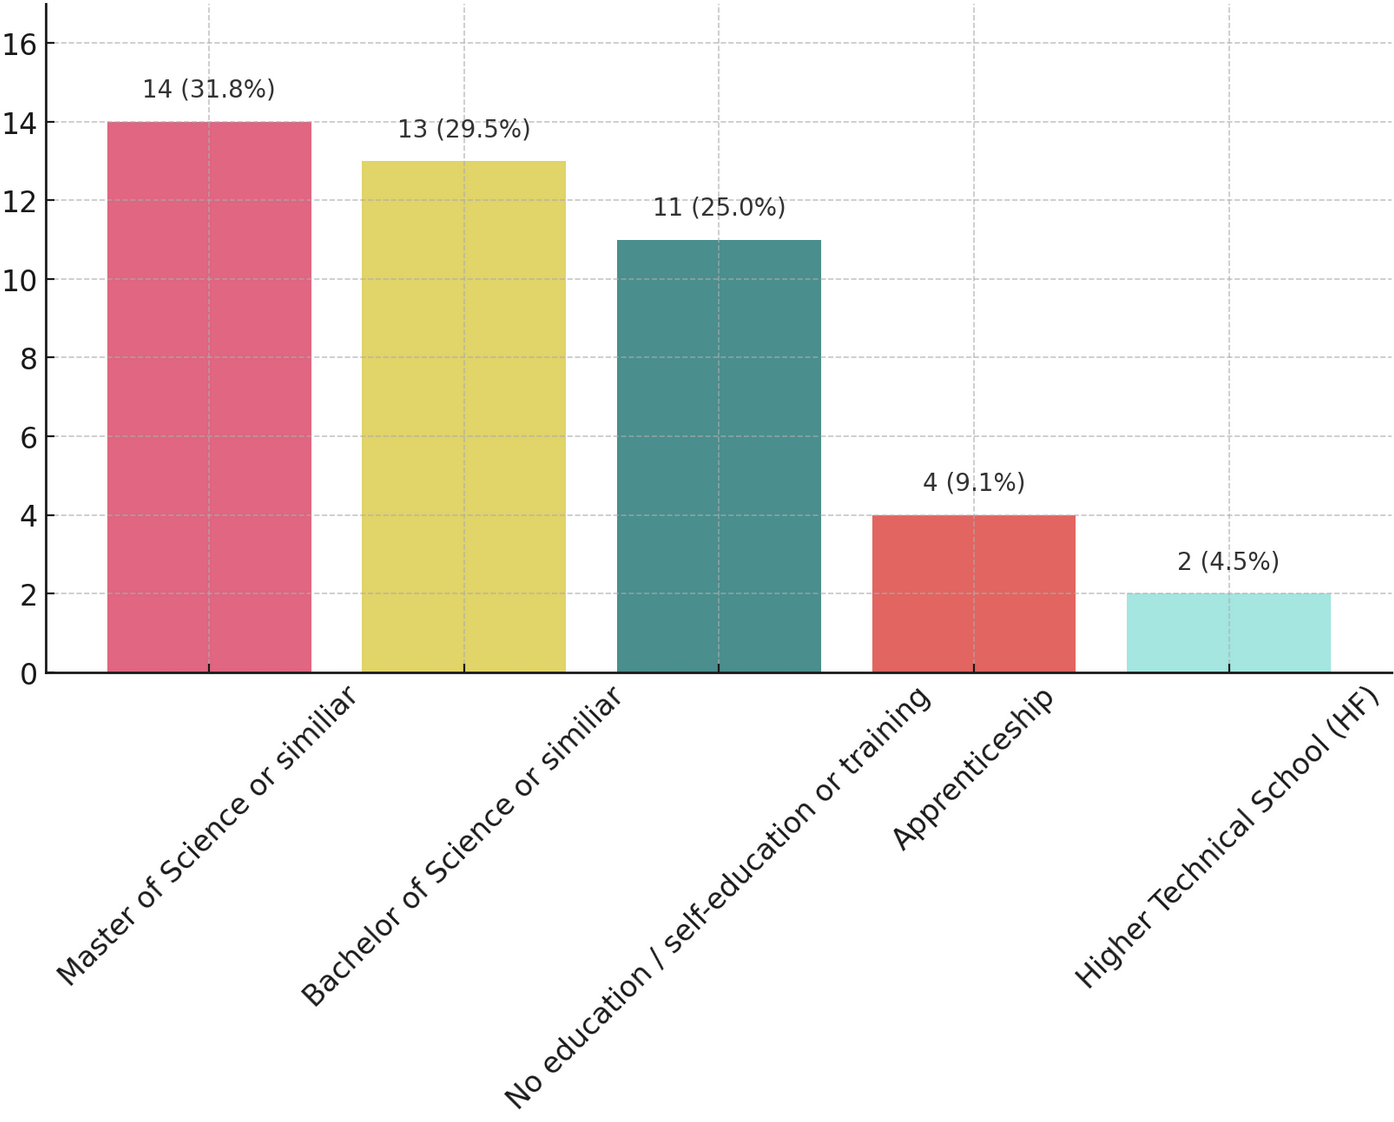 16
14
12
10
8
6
4
2
0
14 (31.8%)
13 (29.5%)
11 (25.0%)
4 (9.1%)
2 (4.5%)
Master of Science or similiar
Bachelor of Science or similiar
No education / self-education or training
Apprenticeship
Higher Technical School (HF)